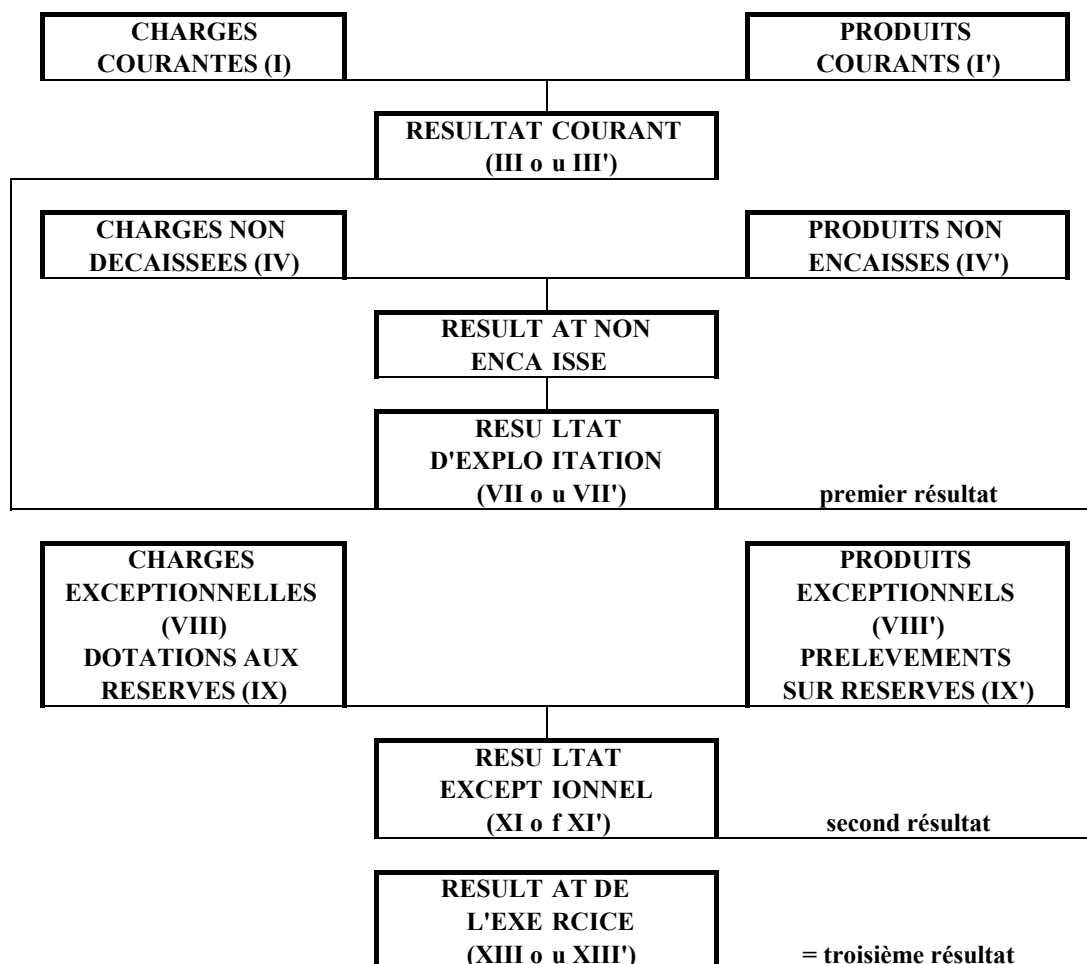 CHARGES
COURANTES (I)
PRODUITS
COURANTS (I')
RESULTAT COURANT
(III o u III')
CHARGES NON
DECAISSEES (IV)
PRODUITS NON
ENCAISSES (IV')
RESULT AT NON
ENCA ISSE
RESU LTAT
D'EXPLO ITATION
(VII o u VII')
premier résultat
CHARGES
EXCEPTIONNELLES
(VIII)
DOTATIONS AUX
RESERVES (IX)
PRODUITS
EXCEPTIONNELS
(VIII')
PRELEVEMENTS
SUR RESERVES (IX')
RESU LTAT
EXCEPT IONNEL
(XI o f XI')
second résultat
RESULT AT DE
L'EXE RCICE
(XIII o u XIII')
= troisième résultat